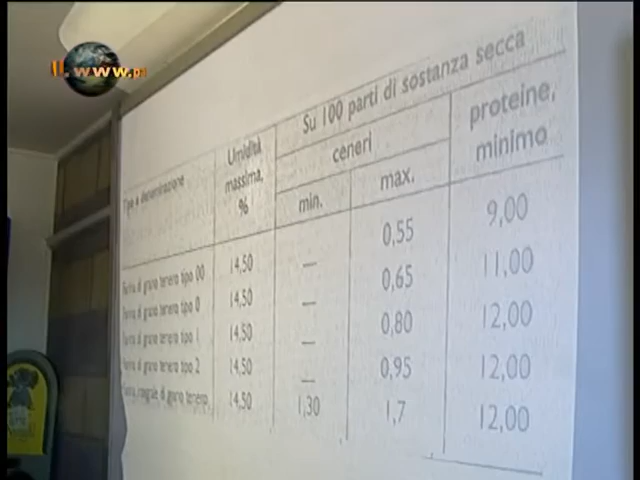 II. www.pi
Su 100 parti di sostanza secca
Tipo e denominazione
Umidità massima, %
ceneri
proteine, minimo
min.
max.
Farina di grano tenero tipo 00 14,50 — 0,55 9,00
Farina di grano tenero tipo 0 14,50 — 0,65 11,00
Farina di grano tenero tipo 1 14,50 — 0,80 12,00
Farina di grano tenero tipo 2 14,50 — 0,95 12,00
Farina integrale di grano tenero 14,50 1,30 1,7 12,00